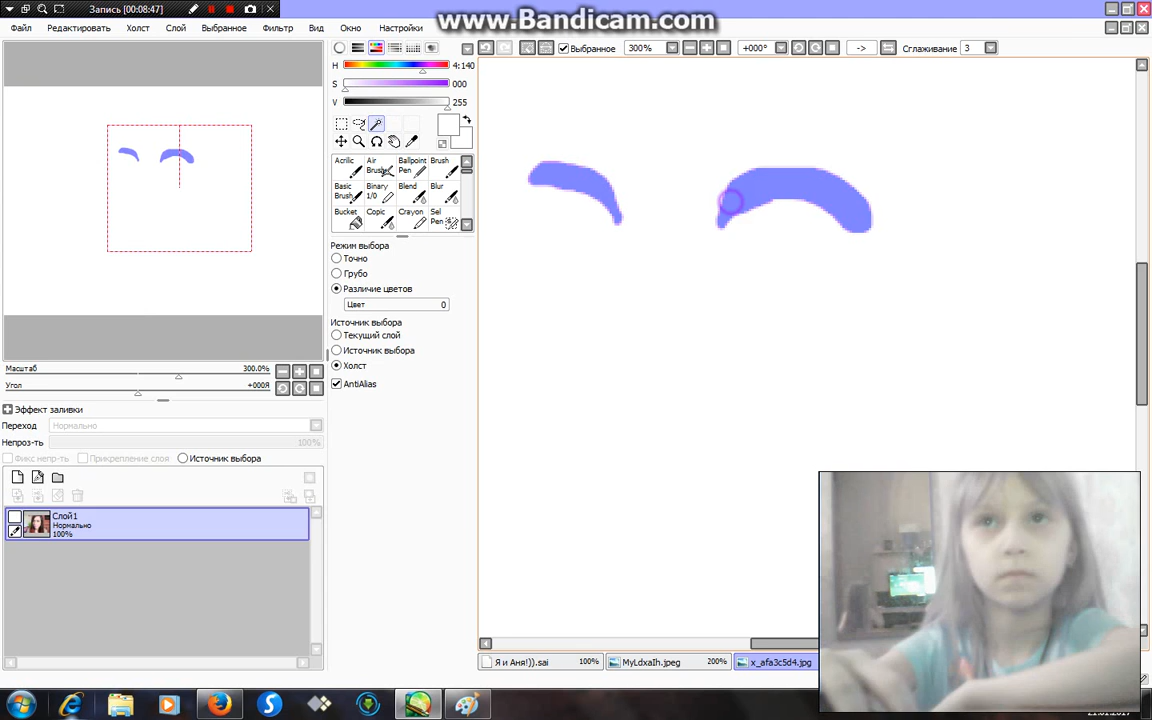 Запись [00:08:47]
www.Bandicam.com
Файл Редактировать Холст Слой Выбранное Фильтр Вид Окно Настройки
Выбранное 300% +000° -> Сглаживание 3
H 4:140
S 000
V 255
Acrilic Air Brush Ballpoint Pen Brush
Basic Brush Binary 1/0 Blend Blur
Bucket Copic Crayon Sel Pen
Режим выбора
Точно
Грубо
Различие цветов
Цвет 0
Источник выбора
Текущий слой
Источник выбора
Холст
AntiAlias
Масштаб 300.0%
Угол +000Я
Эффект заливки
Переход Нормально
Непроз-ть 100%
Фикс непр-ть Прикрепление слоя Источник выбора
Слой1
Нормально
100%
Я и Аня!)).sai 100% MyLdxaIh.jpeg 200% x_afa3c5d4.jpg